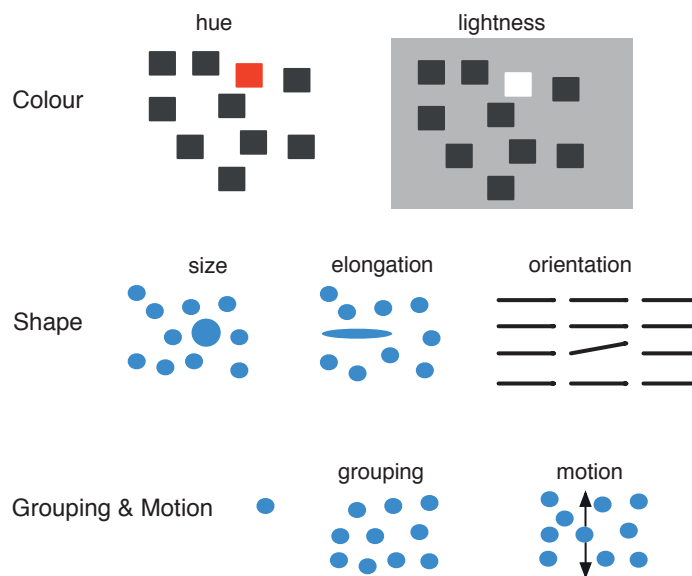 hue
lightness
Colour
size
elongation
orientation
Shape
grouping
motion
Grouping & Motion